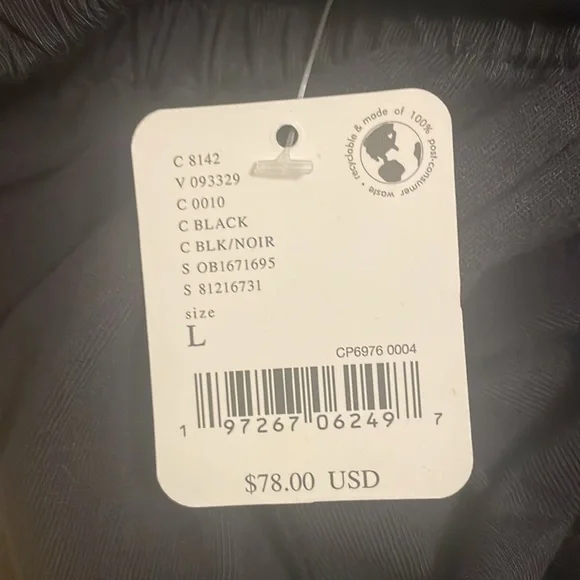 recyclable & made of 100% post-consumer waste •
C 8142
V 093329
C 0010
C BLACK
C BLK/NOIR
S OB1671695
S 81216731
size
L
CP6976 0004
1 97267 06249 7
$78.00 USD